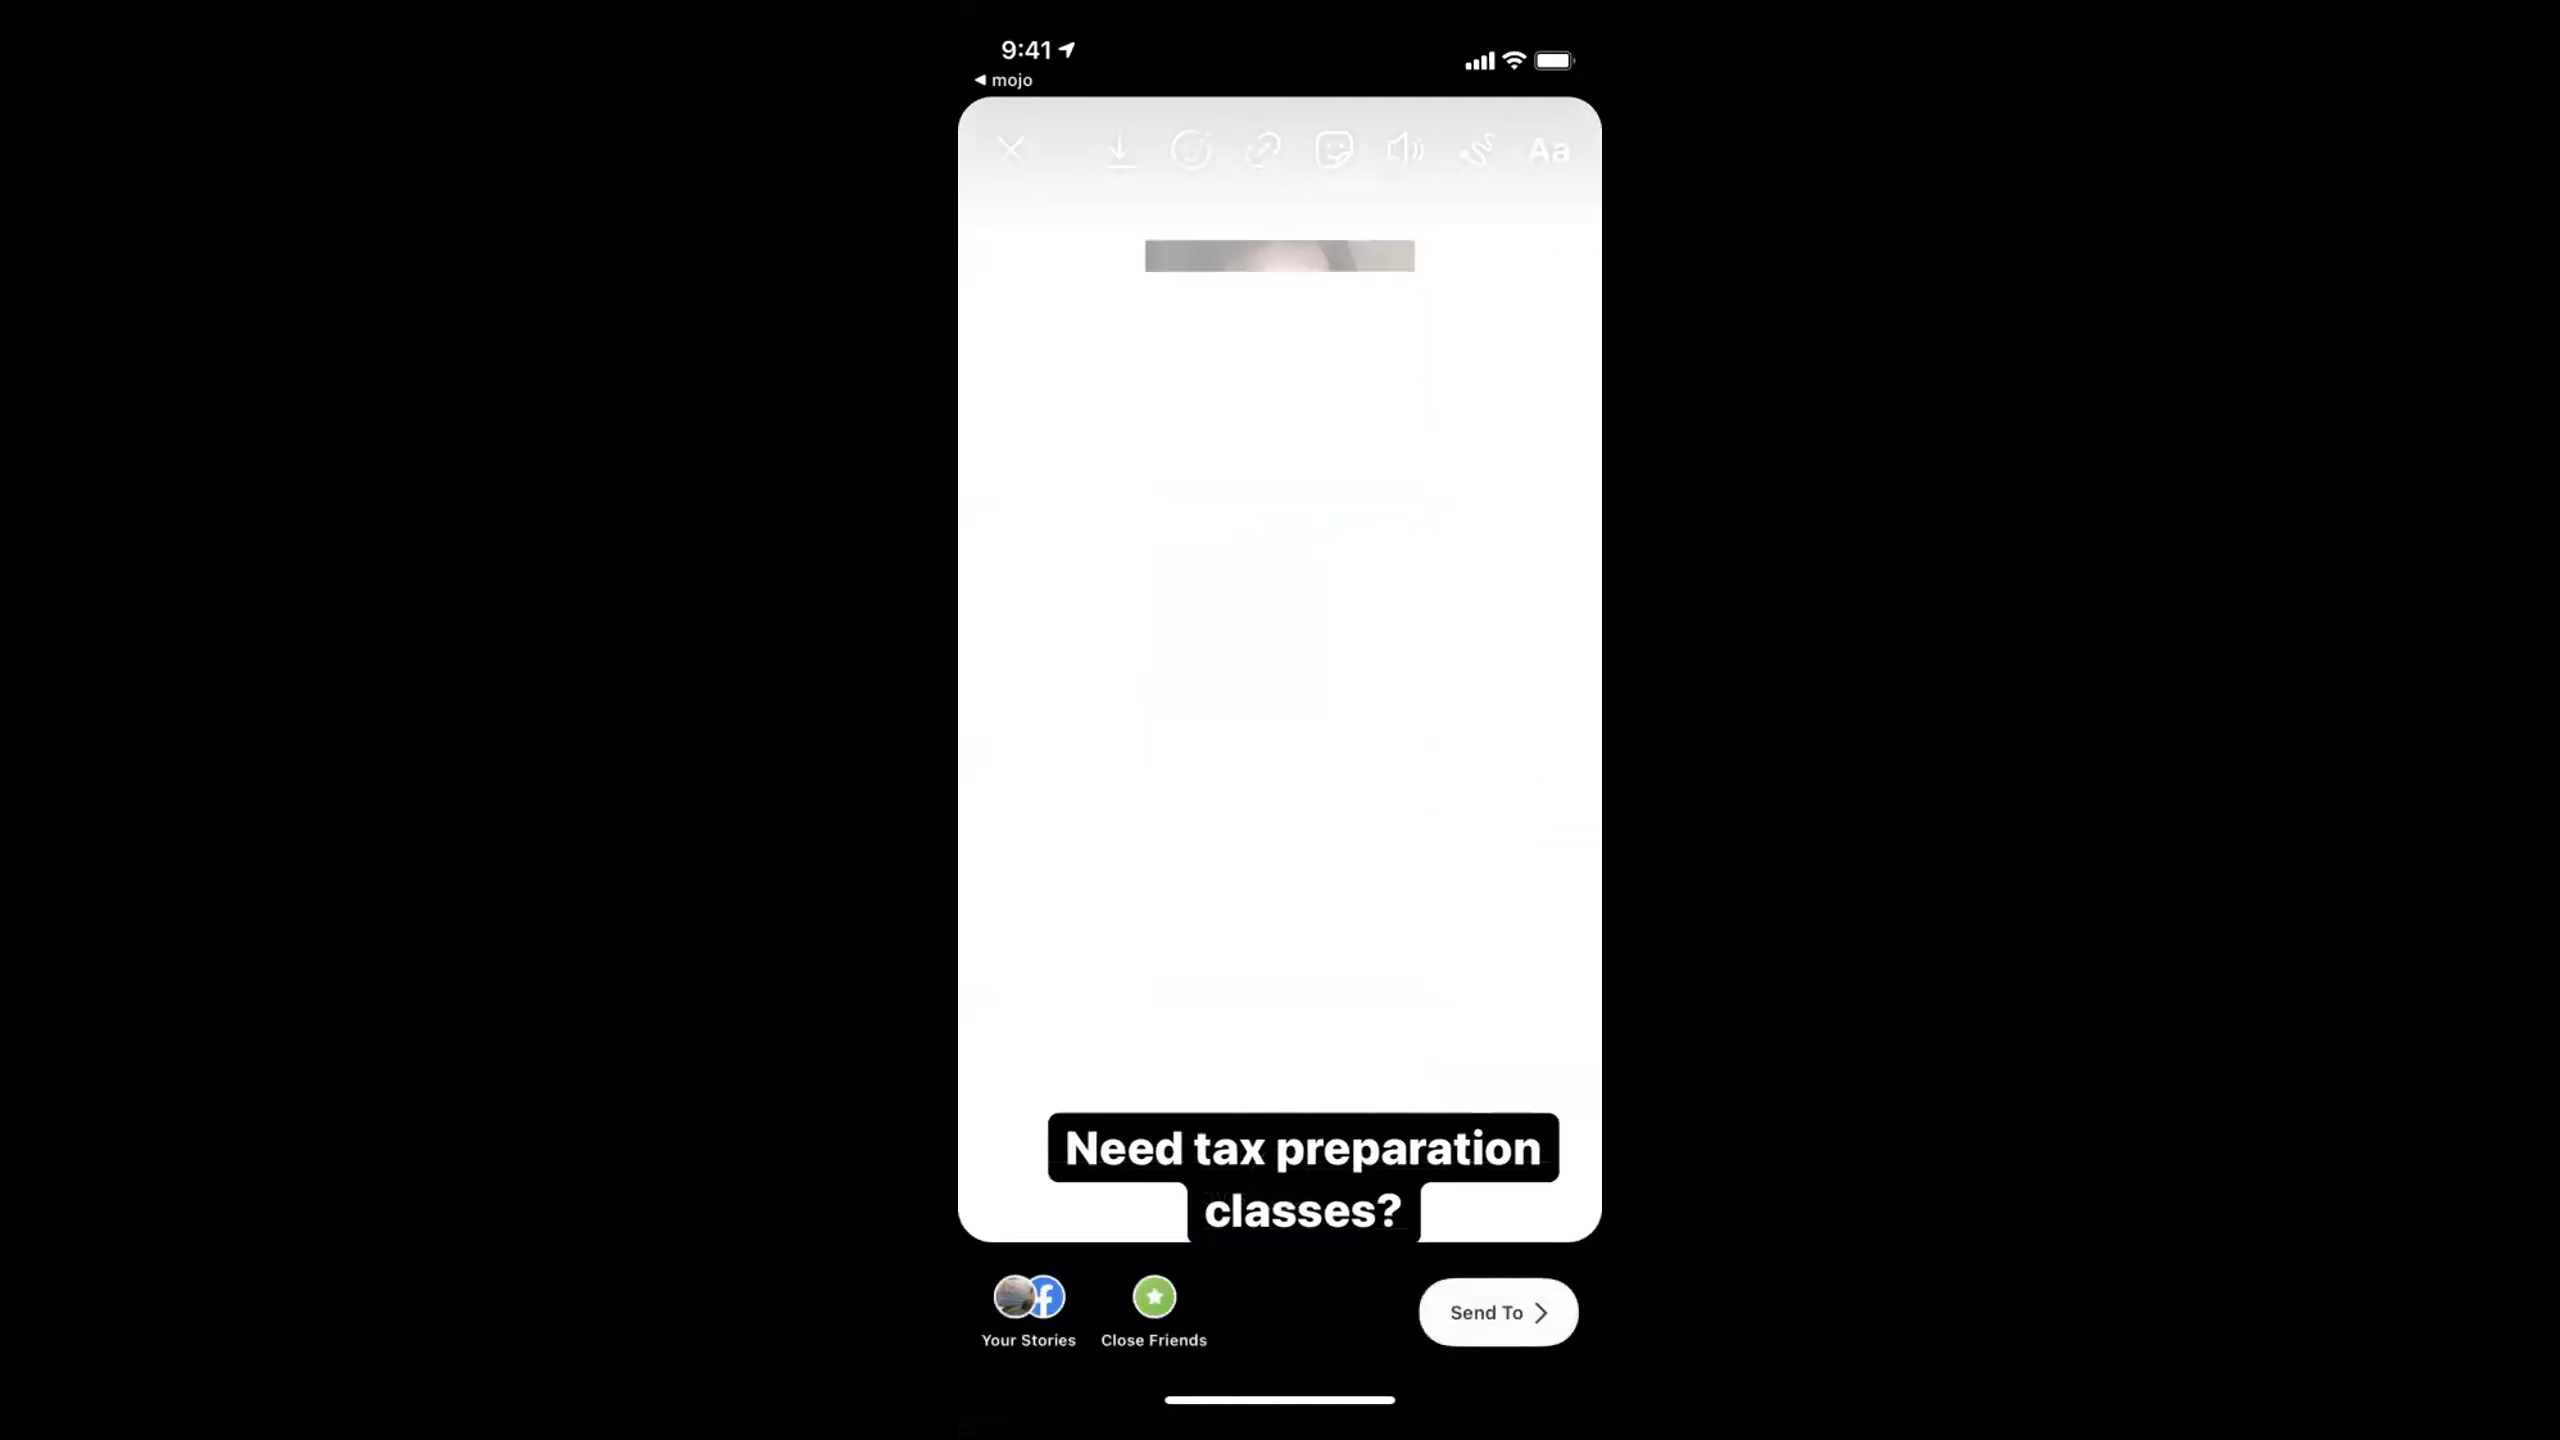 9:41
mojo
Aa
Need tax preparation
classes?
Your Stories
Close Friends
Send To